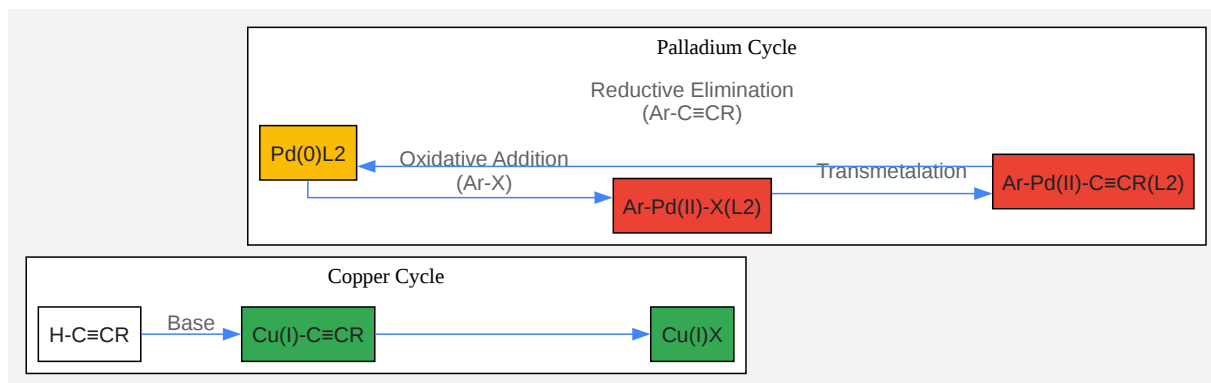 Palladium Cycle
Reductive Elimination
(Ar-C≡CR)
Pd(0)L2
Oxidative Addition
(Ar-X)
Transmetalation
Ar-Pd(II)-X(L2)
Ar-Pd(II)-C≡CR(L2)
Copper Cycle
H-C≡CR
Base
Cu(I)-C≡CR
Cu(I)X